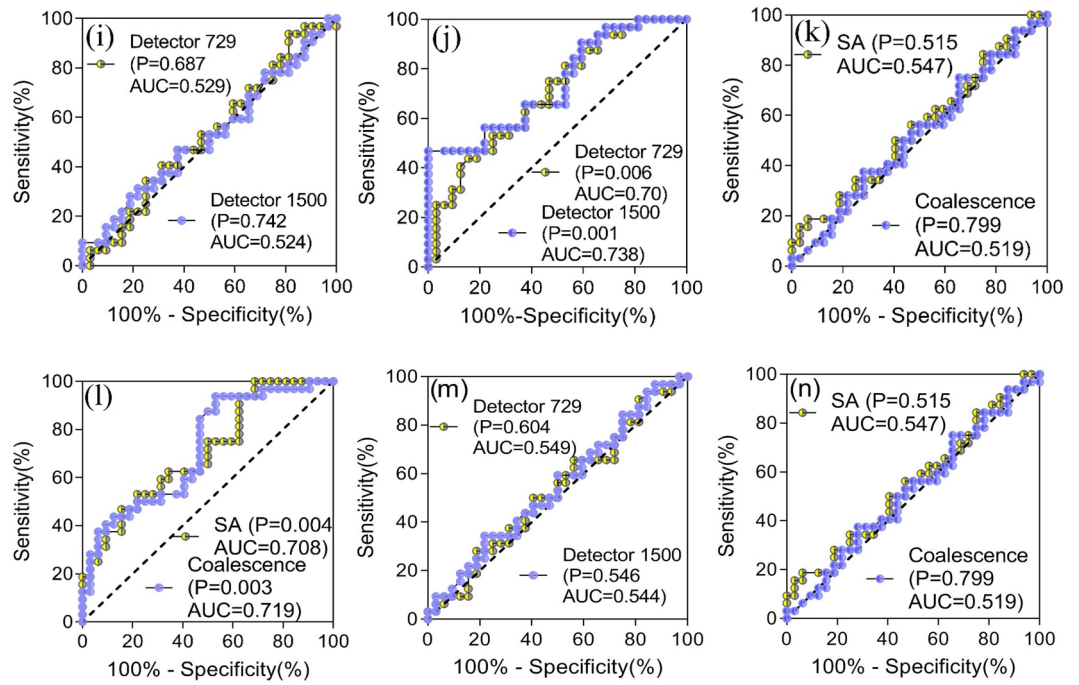 (i)
Detector 729
(P=0.687
AUC=0.529)
Detector 1500
(P=0.742
AUC=0.524)
Sensitivity(%)
100
80
60
40
20
0
0 20 40 60 80 100
100% - Specificity(%)
(j)
Detector 729
(P=0.006
AUC=0.70)
Detector 1500
(P=0.001
AUC=0.738)
Sensitivity(%)
100
80
60
40
20
0
0 20 40 60 80 100
100%-Specificity(%)
(k)
SA (P=0.515
AUC=0.547)
Coalescence
(P=0.799
AUC=0.519)
Sensitivity(%)
100
80
60
40
20
0
0 20 40 60 80 100
100% - Specificity(%)
(l)
SA (P=0.004
AUC=0.708)
Coalescence
(P=0.003
AUC=0.719)
Sensitivity(%)
100
80
60
40
20
0
0 20 40 60 80 100
100% - Specificity(%)
(m)
Detector 729
(P=0.604
AUC=0.549)
Detector 1500
(P=0.546
AUC=0.544)
Sensitivity(%)
100
80
60
40
20
0
0 20 40 60 80 100
100% - Specificity(%)
(n)
SA (P=0.515
AUC=0.547)
Coalescence
(P=0.799
AUC=0.519)
Sensitivity(%)
100
80
60
40
20
0
0 20 40 60 80 100
100% - Specificity(%)